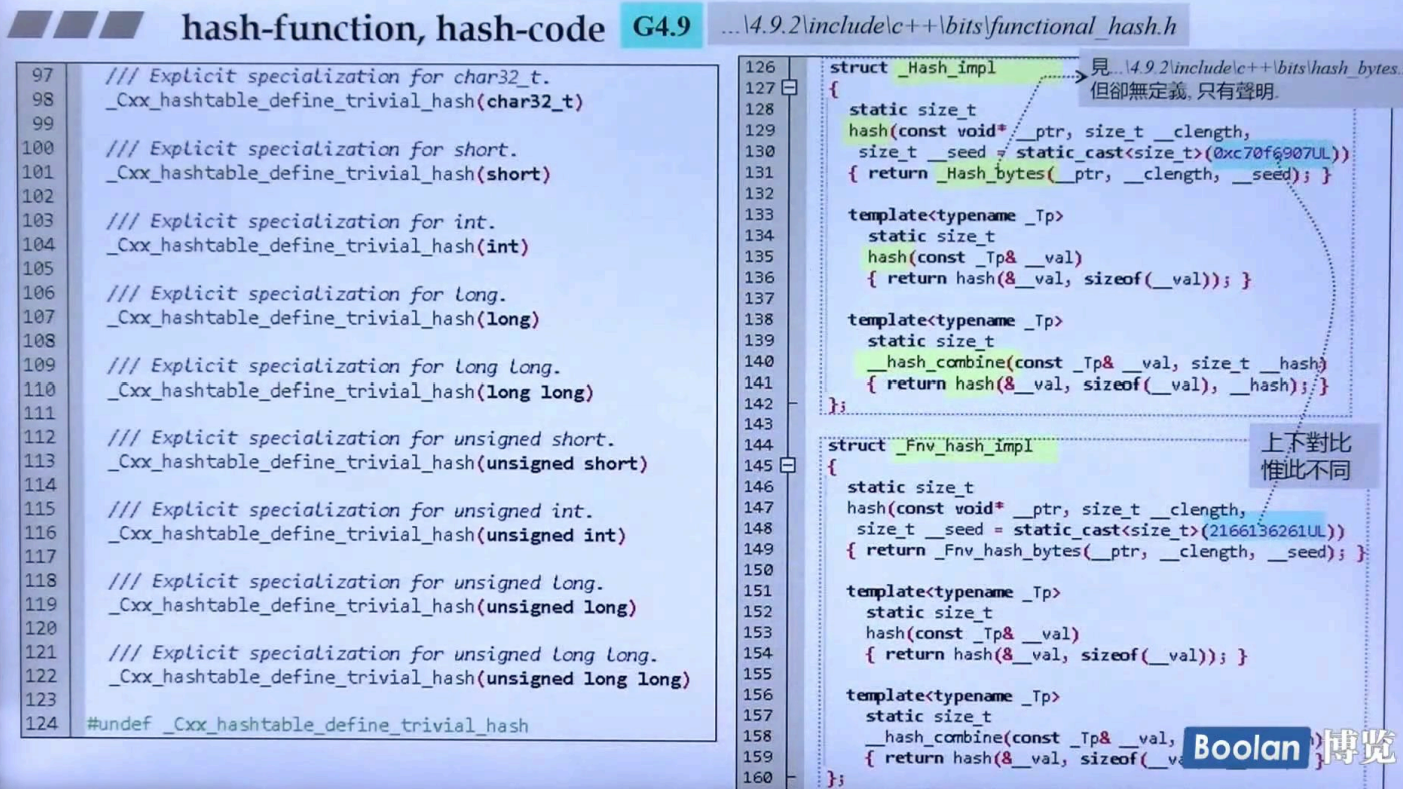 hash-function, hash-code G4.9 ...\4.9.2\include\c++\bits\functional_hash.h
97 /// Explicit specialization for char32_t.
98 _Cxx_hashtable_define_trivial_hash(char32_t)
99
100 /// Explicit specialization for short.
101 _Cxx_hashtable_define_trivial_hash(short)
102
103 /// Explicit specialization for int.
104 _Cxx_hashtable_define_trivial_hash(int)
105
106 /// Explicit specialization for long.
107 _Cxx_hashtable_define_trivial_hash(long)
108
109 /// Explicit specialization for long long.
110 _Cxx_hashtable_define_trivial_hash(long long)
111
112 /// Explicit specialization for unsigned short.
113 _Cxx_hashtable_define_trivial_hash(unsigned short)
114
115 /// Explicit specialization for unsigned int.
116 _Cxx_hashtable_define_trivial_hash(unsigned int)
117
118 /// Explicit specialization for unsigned long.
119 _Cxx_hashtable_define_trivial_hash(unsigned long)
120
121 /// Explicit specialization for unsigned long long.
122 _Cxx_hashtable_define_trivial_hash(unsigned long long)
123
124 #undef _Cxx_hashtable_define_trivial_hash
126 struct _Hash_impl
127 {
128 static size_t
129 hash(const void* __ptr, size_t __clength,
130 size_t __seed = static_cast<size_t>(0xc70f6907UL))
131 { return _Hash_bytes(__ptr, __clength, __seed); }
132
133 template<typename _Tp>
134 static size_t
135 hash(const _Tp& __val)
136 { return hash(&__val, sizeof(__val)); }
137
138 template<typename _Tp>
139 static size_t
140 __hash_combine(const _Tp& __val, size_t __hash)
141 { return hash(&__val, sizeof(__val), __hash); }
142 };
143
144 struct _Fnv_hash_impl
145 {
146 static size_t
147 hash(const void* __ptr, size_t __clength,
148 size_t __seed = static_cast<size_t>(2166136261UL))
149 { return _Fnv_hash_bytes(__ptr, __clength, __seed); }
150
151 template<typename _Tp>
152 static size_t
153 hash(const _Tp& __val)
154 { return hash(&__val, sizeof(__val)); }
155
156 template<typename _Tp>
157 static size_t
158 __hash_combine(const _Tp& __val, )
159 { return hash(&__val, sizeof(__va }
160 };
見...\4.9.2\include\c++\bits\hash_bytes..
但卻無定義, 只有聲明.
上下對比
惟此不同
Boolan 博览